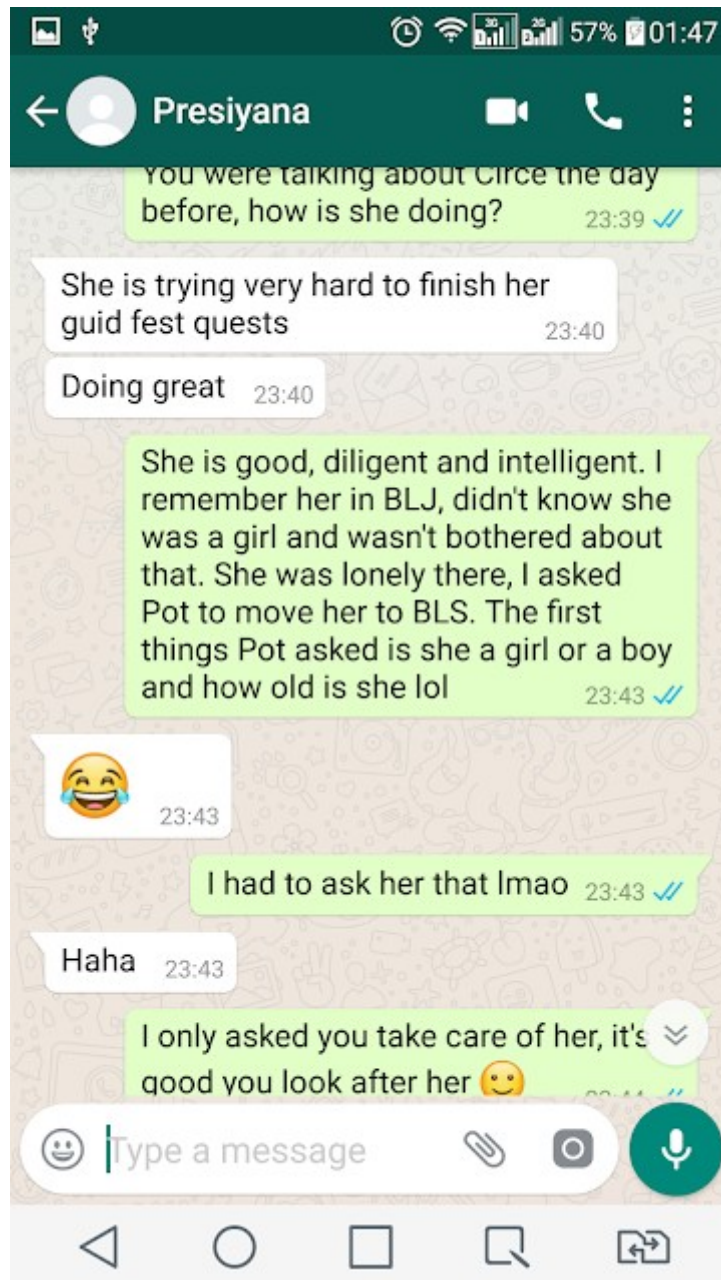 57% 01:47
Presiyana
You were talking about Circe the day
before, how is she doing?
23:39
She is trying very hard to finish her
guid fest quests
23:40
Doing great 23:40
She is good, diligent and intelligent. I
remember her in BLJ, didn't know she
was a girl and wasn't bothered about
that. She was lonely there, I asked
Pot to move her to BLS. The first
things Pot asked is she a girl or a boy
and how old is she lol
23:43
23:43
I had to ask her that lmao 23:43
Haha 23:43
I only asked you take care of her, it's
good you look after her
Type a message